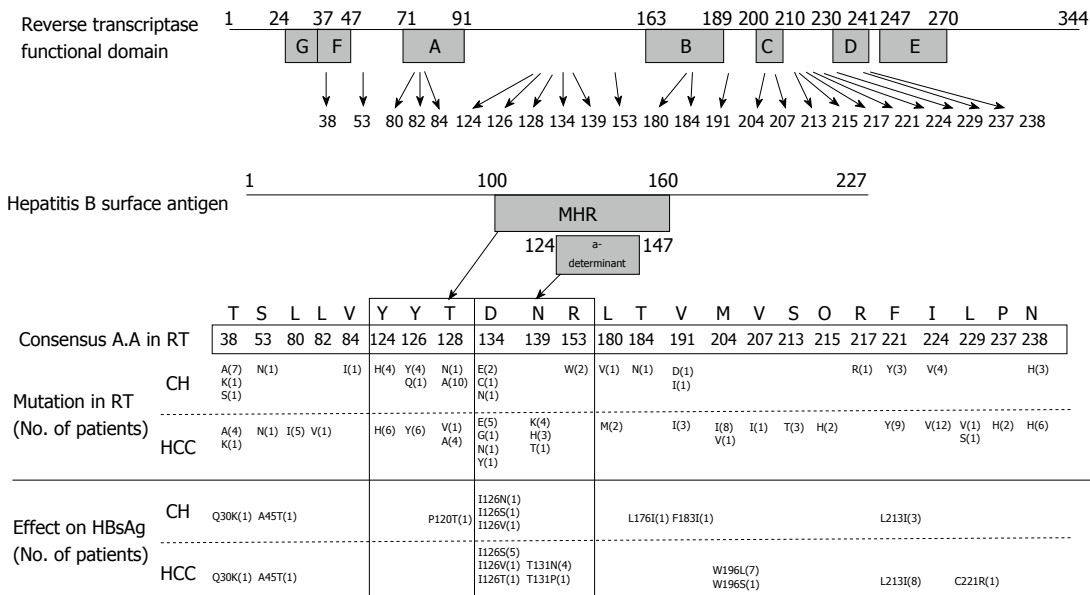 Reverse transcriptase functional domain
1 24 37 47 71 91 163 189 200 210 230 241 247 270 344
G F A B C D E
38 53 80 82 84 124 126 128 134 139 153 180 184 191 204 207 213 215 217 221 224 229 237 238
1 100 160 227
Hepatitis B surface antigen
MHR
124 a-determinant 147
T S L L V Y Y T D N R L T V M V S O R F I L P N
Consensus A.A in RT 38 53 80 82 84 124 126 128 134 139 153 180 184 191 204 207 213 215 217 221 224 229 237 238
Mutation in RT (No. of patients)
CH
A(7) N(1) I(1) H(4) Y(4) N(1) E(2) W(2) V(1) N(1) D(1) R(1) Y(3) V(4) H(3)
K(1) Q(1) A(10) C(1) I(1)
S(1) N(1)
HCC
A(4) N(1) I(5) V(1) H(6) Y(6) V(1) E(5) K(4) M(2) I(3) I(8) I(1) T(3) H(2) Y(9) V(12) V(1) H(2) H(6)
K(1) A(4) G(1) H(3) V(1) S(1)
N(1) T(1)
Y(1)
Effect on HBsAg (No. of patients)
CH
I126N(1)
Q30K(1) A45T(1) P120T(1) I126S(1) L176I(1) F183I(1) L213I(3)
I126V(1)
HCC
I126S(5)
I126V(1) T131N(4) W196L(7)
Q30K(1) A45T(1) I126T(1) T131P(1) W196S(1) L213I(8) C221R(1)